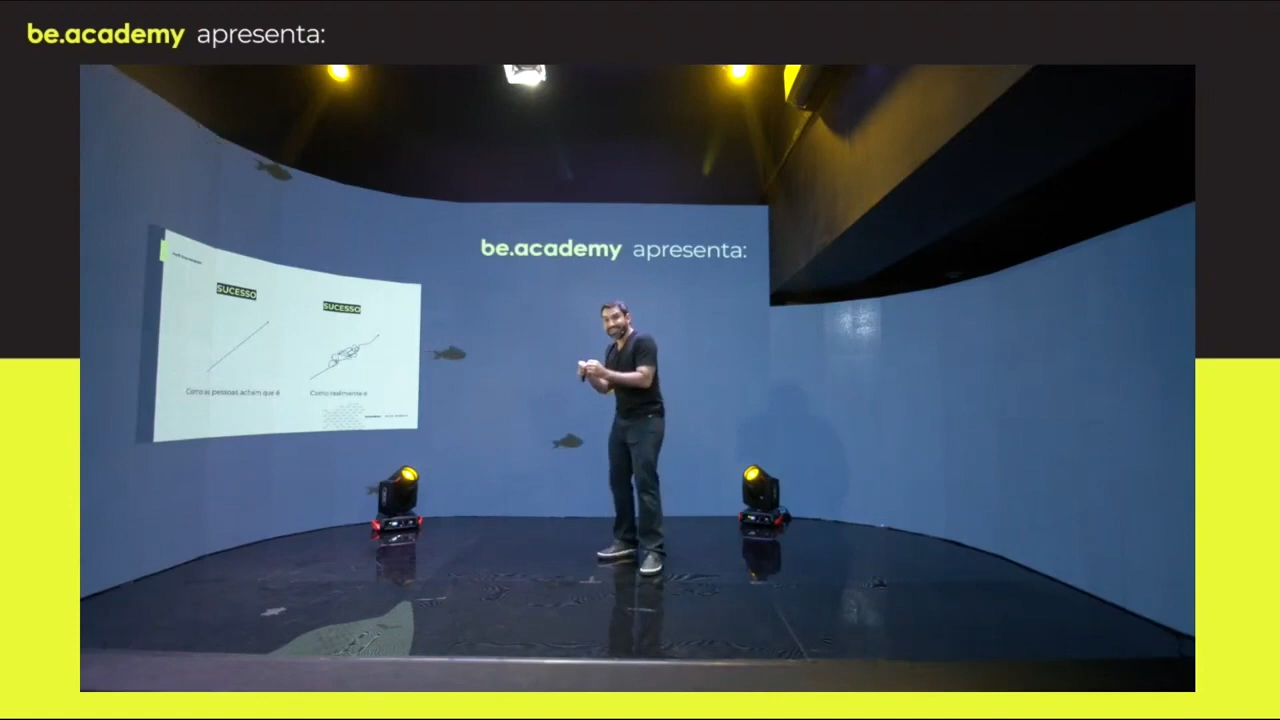 be.academy apresenta:
be.academy apresenta:
SUCESSO
SUCESSO
Como as pessoas acham que é
Como realmente é